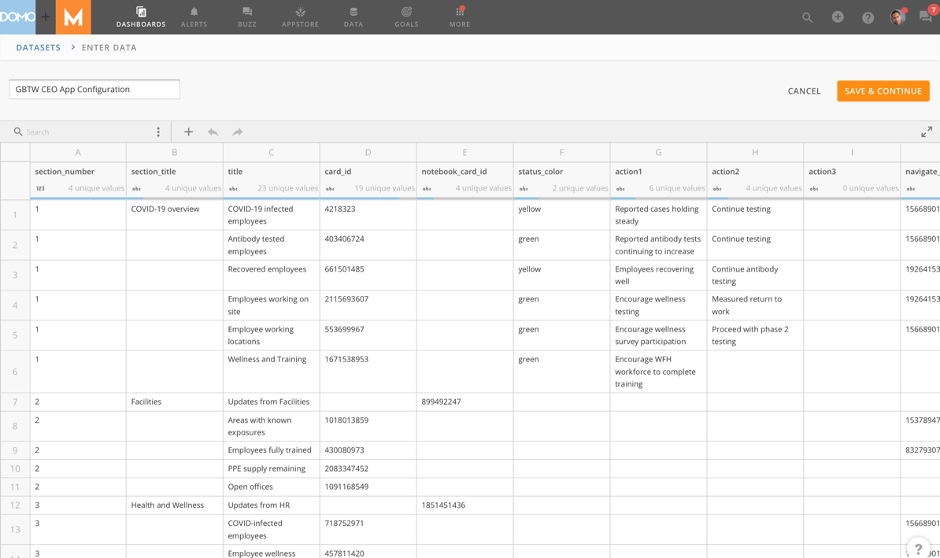 DOMO + M DASHBOARDS ALERTS BUZZ APPSTORE DATA GOALS MORE 7
DATASETS > ENTER DATA
GBTW CEO App Configuration CANCEL SAVE & CONTINUE
Search
A B C D E F G H I
section_number section_title title card_id notebook_card_id status_color action1 action2 action3 navigate_
123 4 unique values abc 4 unique values abc 23 unique values abc 19 unique values abc 4 unique values abc 2 unique values abc 6 unique values abc 4 unique values abc 0 unique values abc
1 1 COVID-19 overview COVID-19 infected 4218323 yellow Reported cases holding Continue testing 15668901
employees steady
2 1 Antibody tested 403406724 green Reported antibody tests Continue testing 15668901
employees continuing to increase
3 1 Recovered employees 661501485 yellow Employees recovering Continue antibody 19264153
well testing
4 1 Employees working on 2115693607 green Encourage wellness Measured return to 19264153
site testing work
5 1 Employee working 553699967 green Encourage wellness Proceed with phase 2 15668901
locations survey participation testing
6 1 Wellness and Training 1671538953 green Encourage WFH
workforce to complete
training
7 2 Facilities Updates from Facilities 899492247
8 2 Areas with known 1018013859 15378947
exposures
9 2 Employees fully trained 430080973 83279307
10 2 PPE supply remaining 2083347452
11 2 Open offices 1091168549
12 3 Health and Wellness Updates from HR 1851451436
13 3 COVID-infected 718752971 15668901
employees
3 Employee wellness 457811420